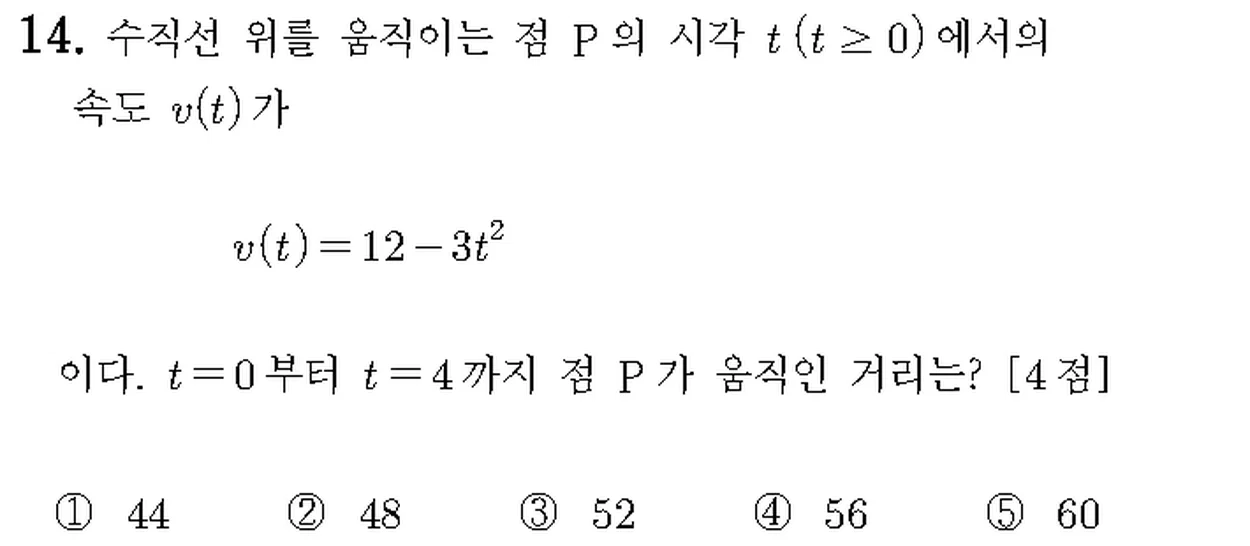 14. 수직선 위를 움직이는 점 P의 시각 t (t ≥ 0)에서의
속도 v(t)가
v(t) = 12 − 3t²
이다. t = 0부터 t = 4까지 점 P가 움직인 거리는? [4점]
① 44 ② 48 ③ 52 ④ 56 ⑤ 60